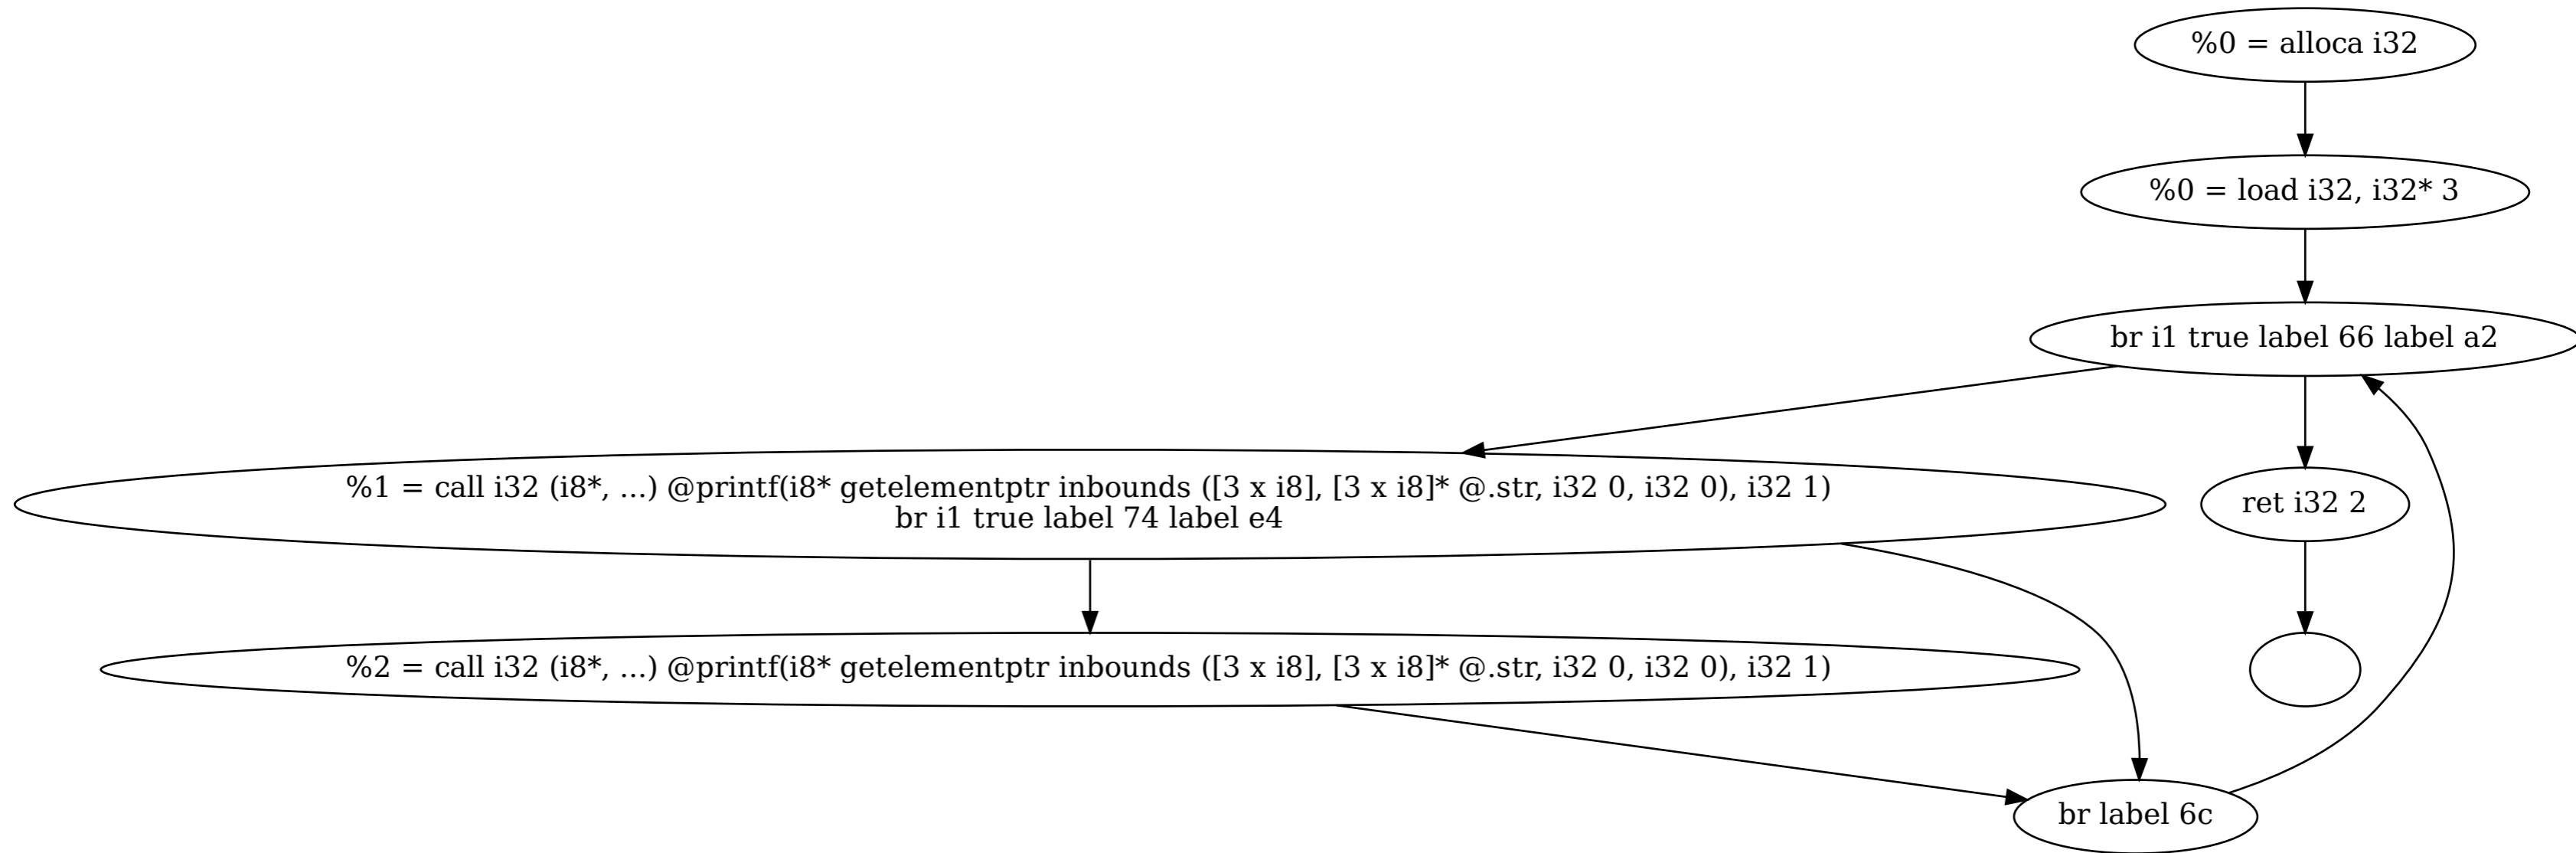 %0 = alloca i32
%0 = load i32, i32* 3
br i1 true label 66 label a2
%1 = call i32 (i8*, ...) @printf(i8* getelementptr inbounds ([3 x i8], [3 x i8]* @.str, i32 0, i32 0), i32 1)
br i1 true label 74 label e4
ret i32 2
%2 = call i32 (i8*, ...) @printf(i8* getelementptr inbounds ([3 x i8], [3 x i8]* @.str, i32 0, i32 0), i32 1)
br label 6c